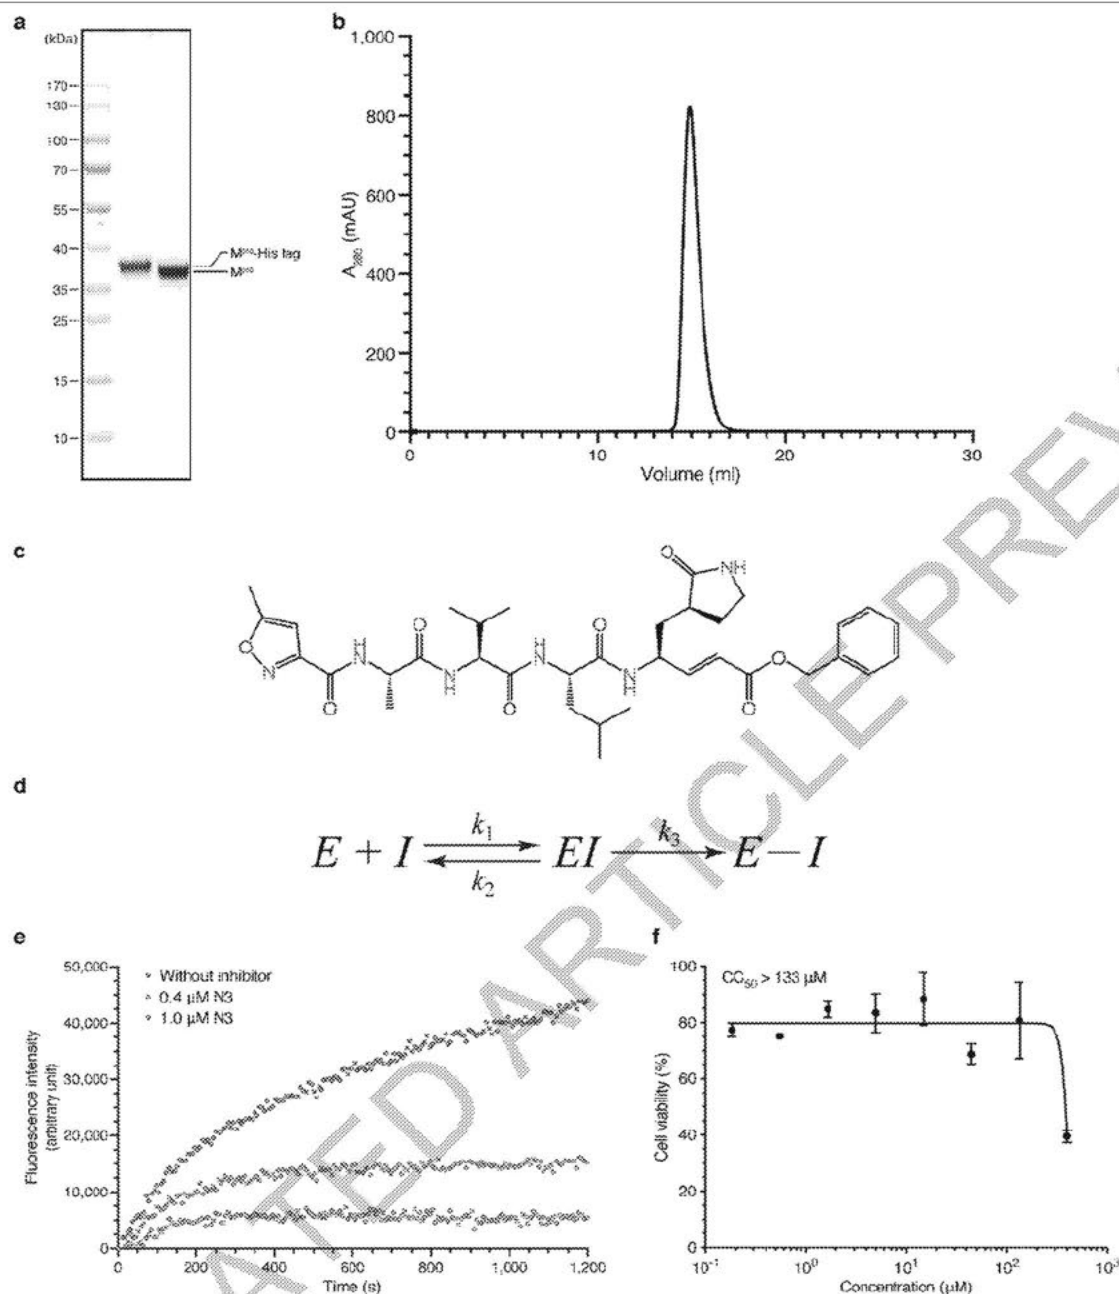 a
(kDa)
170
130
100
70
55
40
35
25
15
10
Mpro-His tag
Mpro
b
1,000
800
600
400
200
0
A280 (mAU)
0 10 20 30
Volume (ml)
c
O
NH
O
N
O
H
N
O
N
H
O
H
N
O
N
H
O
O
d
E + I k1 k2 EI k3 E – I
e
50,000
40,000
30,000
20,000
10,000
0
Fluorescence intensity
(arbitrary unit)
Without inhibitor
0.4 µM N3
1.0 µM N3
0 200 400 600 800 1,000 1,200
Time (s)
f
CC50 > 133 µM
100
80
60
40
20
0
Cell viability (%)
10-1 100 101 102 10-3
Concentration (µM)
ATED ARTICLE PREV